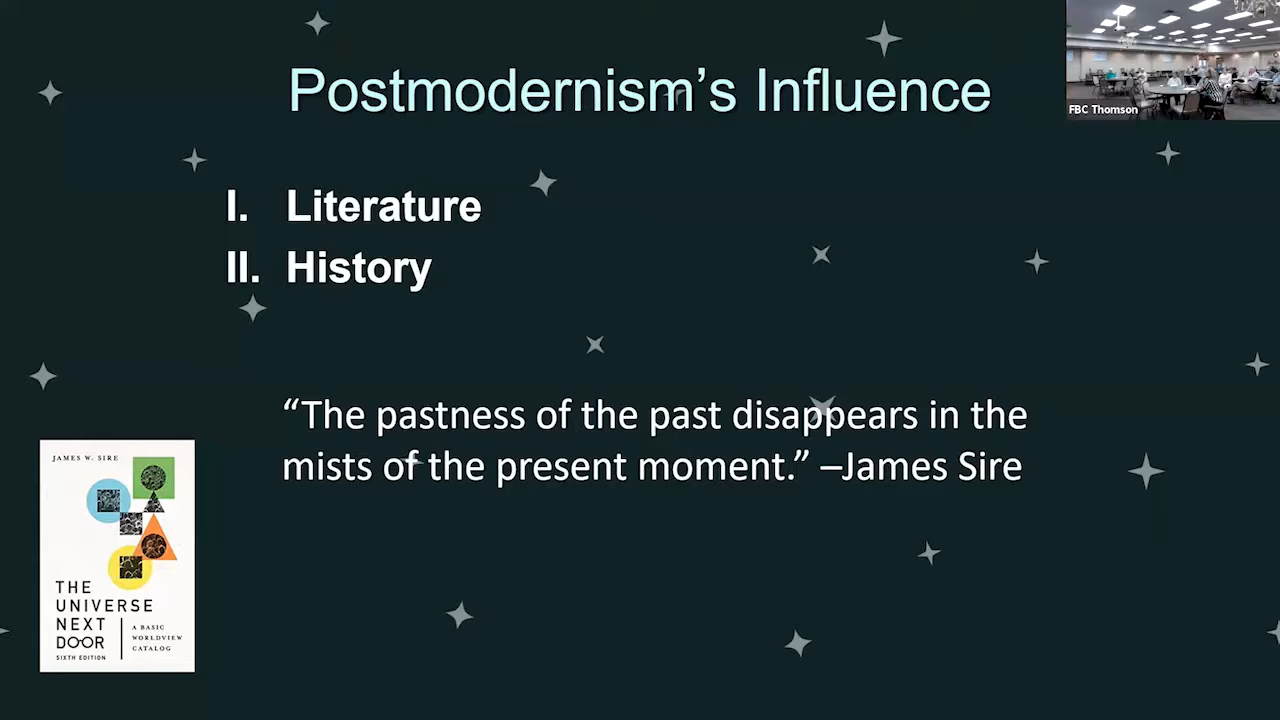 Postmodernism’s Influence
FBC Thomson
I. Literature
II. History
“The pastness of the past disappears in the
mists of the present moment.” –James Sire
JAMES W. SIRE
THE
UNIVERSE
NEXT
DOOR
SIXTH EDITION
A BASIC
WORLDVIEW
CATALOG